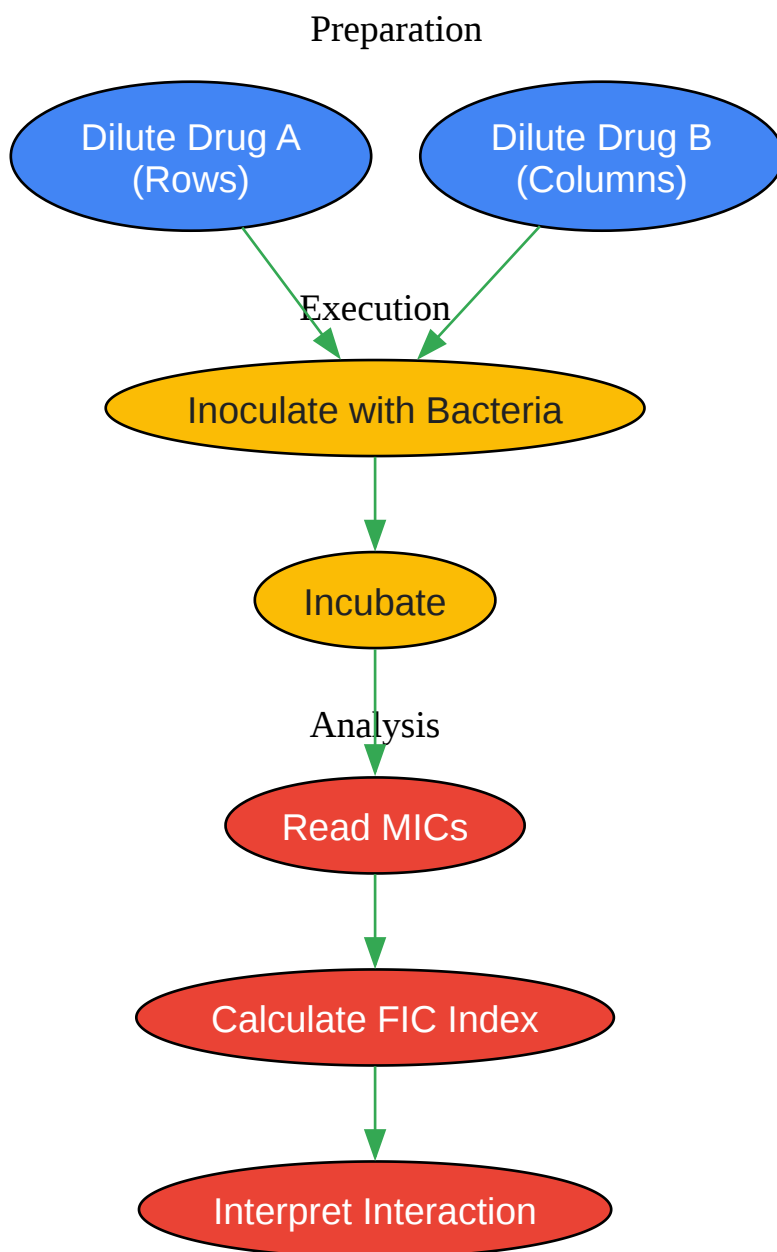 Preparation
Dilute Drug A
(Rows)
Dilute Drug B
(Columns)
Execution
Inoculate with Bacteria
Incubate
Analysis
Read MICs
Calculate FIC Index
Interpret Interaction